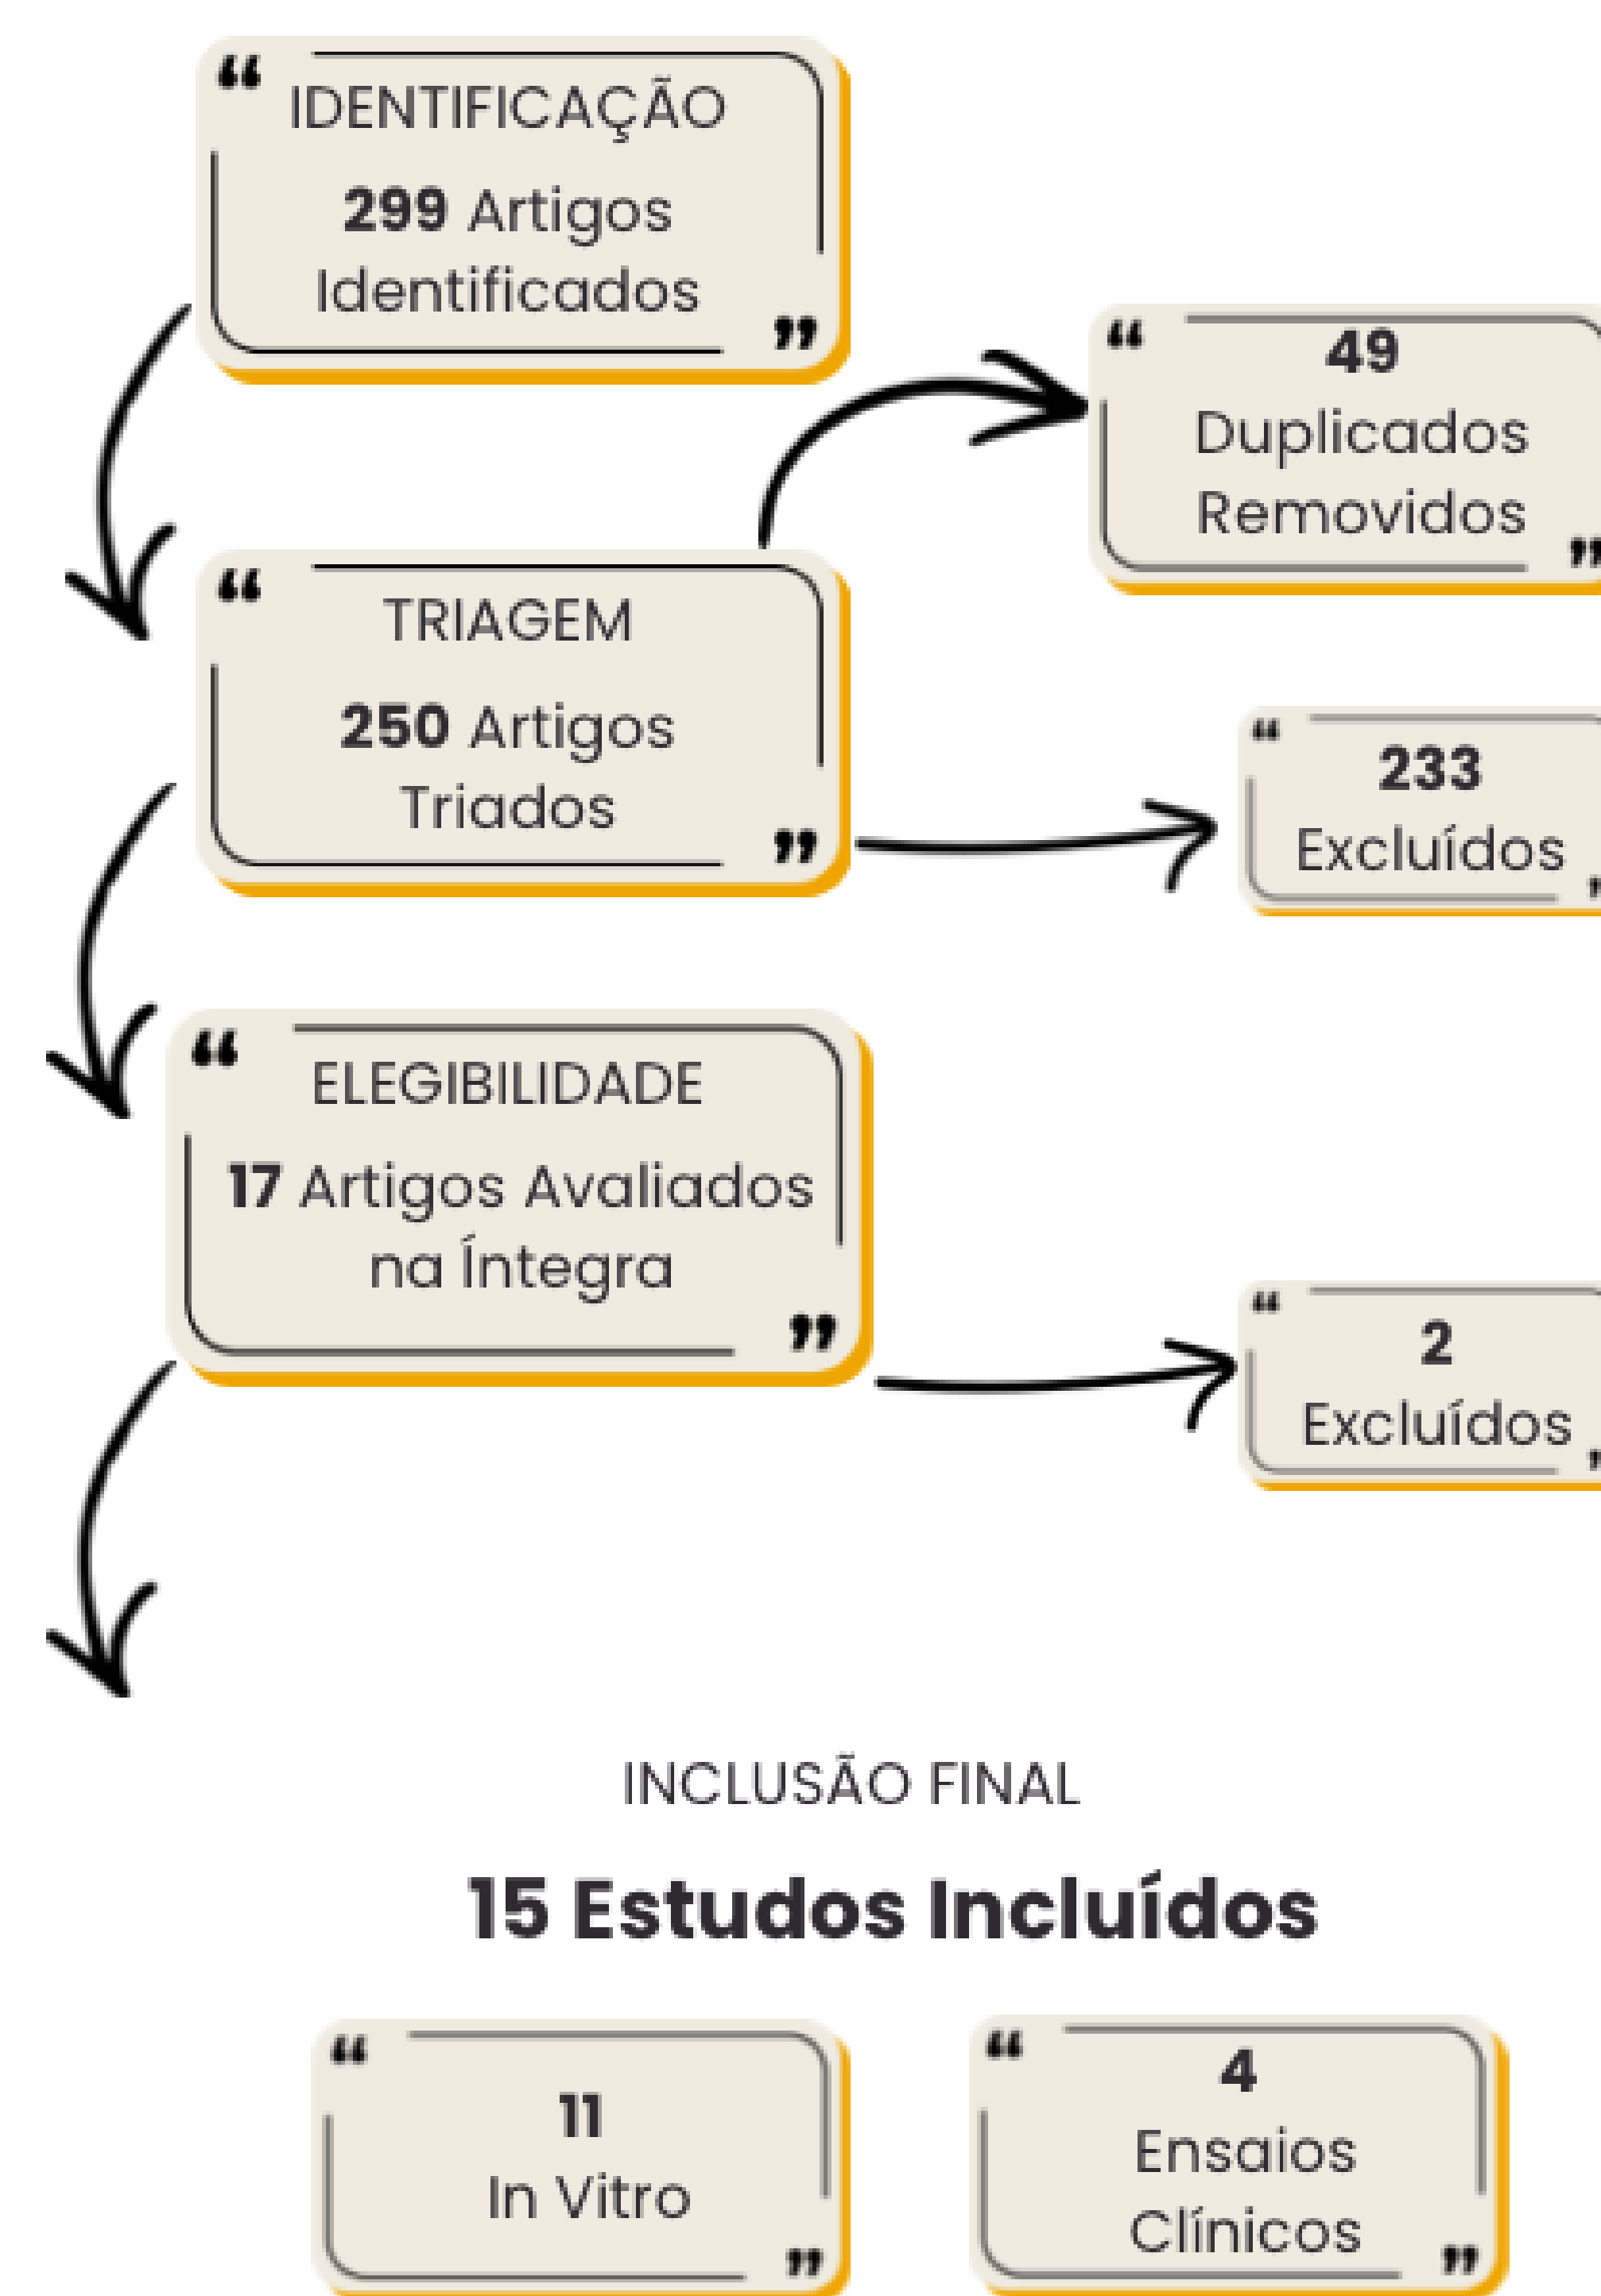 IDENTIFICAÇÃO
299 Artigos
Identificados
49
Duplicados
Removidos
TRIAGEM
250 Artigos
Triados
233
Excluídos
ELEGIBILIDADE
17 Artigos Avaliados
na Íntegra
2
Excluídos
INCLUSÃO FINAL
15 Estudos Incluídos
11
In Vitro
4
Ensaios
Clínicos